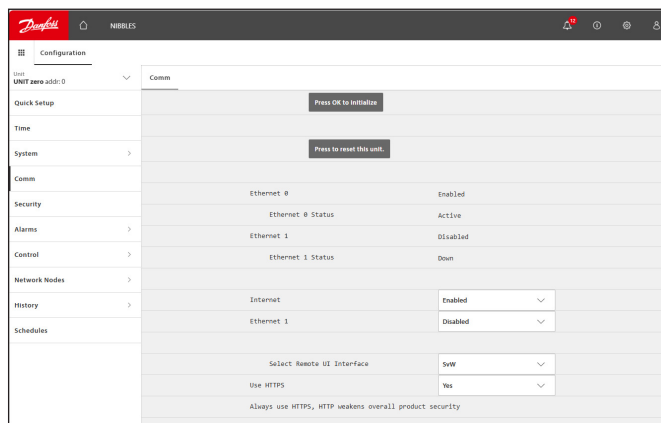 Danfoss
NIBBLES
12
Configuration
Unit
UNIT zero addr: 0
Comm
Quick Setup
Press OK to initialize
Time
System
Press to reset this unit.
Comm
Ethernet 0 Enabled
Security
Ethernet 0 Status Active
Alarms
Ethernet 1 Disabled
Control
Ethernet 1 Status Down
Network Nodes
History
Internet Enabled
Ethernet 1 Disabled
Schedules
Select Remote UI Interface SvW
Use HTTPS Yes
Always use HTTPS, HTTP weakens overall product security